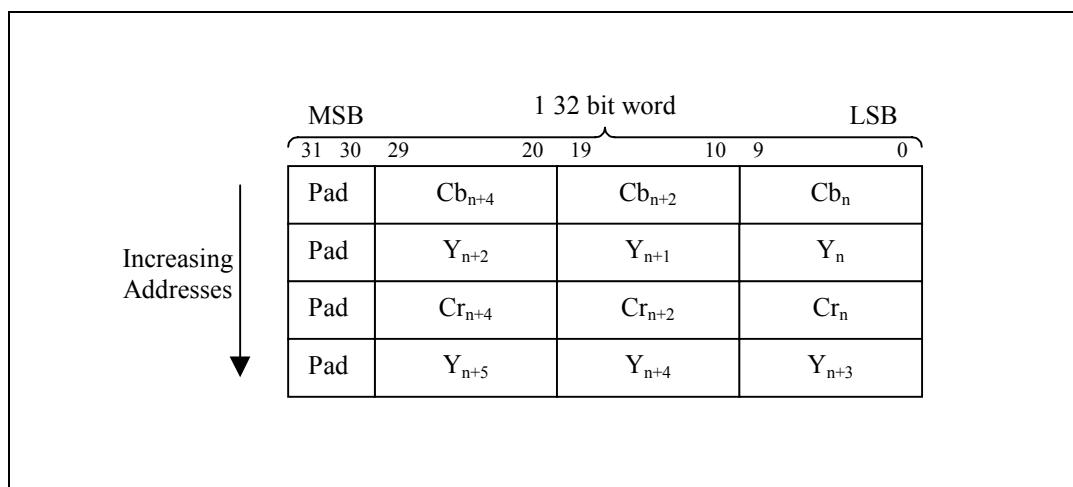 1 32 bit word
MSB LSB
31 30 29 20 19 10 9 0
Pad Cbn+4 Cbn+2 Cbn
Pad Yn+2 Yn+1 Yn
Increasing
Addresses
Pad Crn+4 Crn+2 Crn
Pad Yn+5 Yn+4 Yn+3